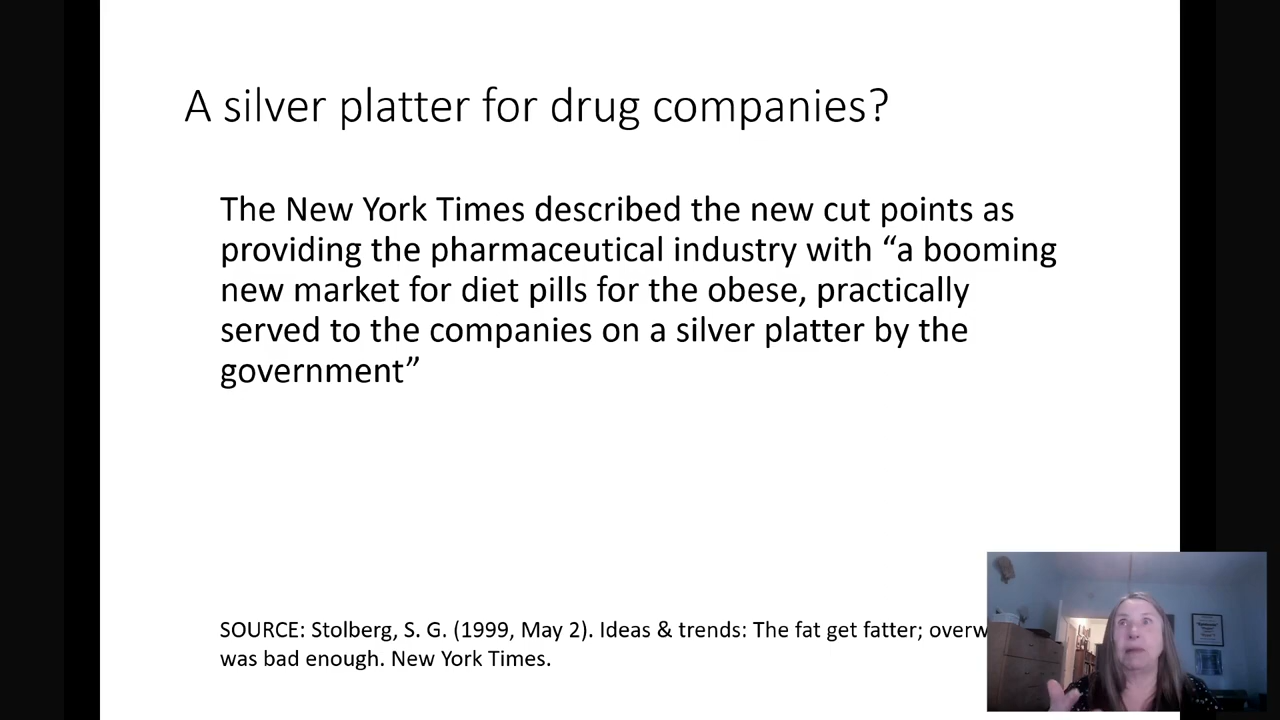 A silver platter for drug companies?
The New York Times described the new cut points as
providing the pharmaceutical industry with “a booming
new market for diet pills for the obese, practically
served to the companies on a silver platter by the
government”
SOURCE: Stolberg, S. G. (1999, May 2). Ideas & trends: The fat get fatter; overw
was bad enough. New York Times.